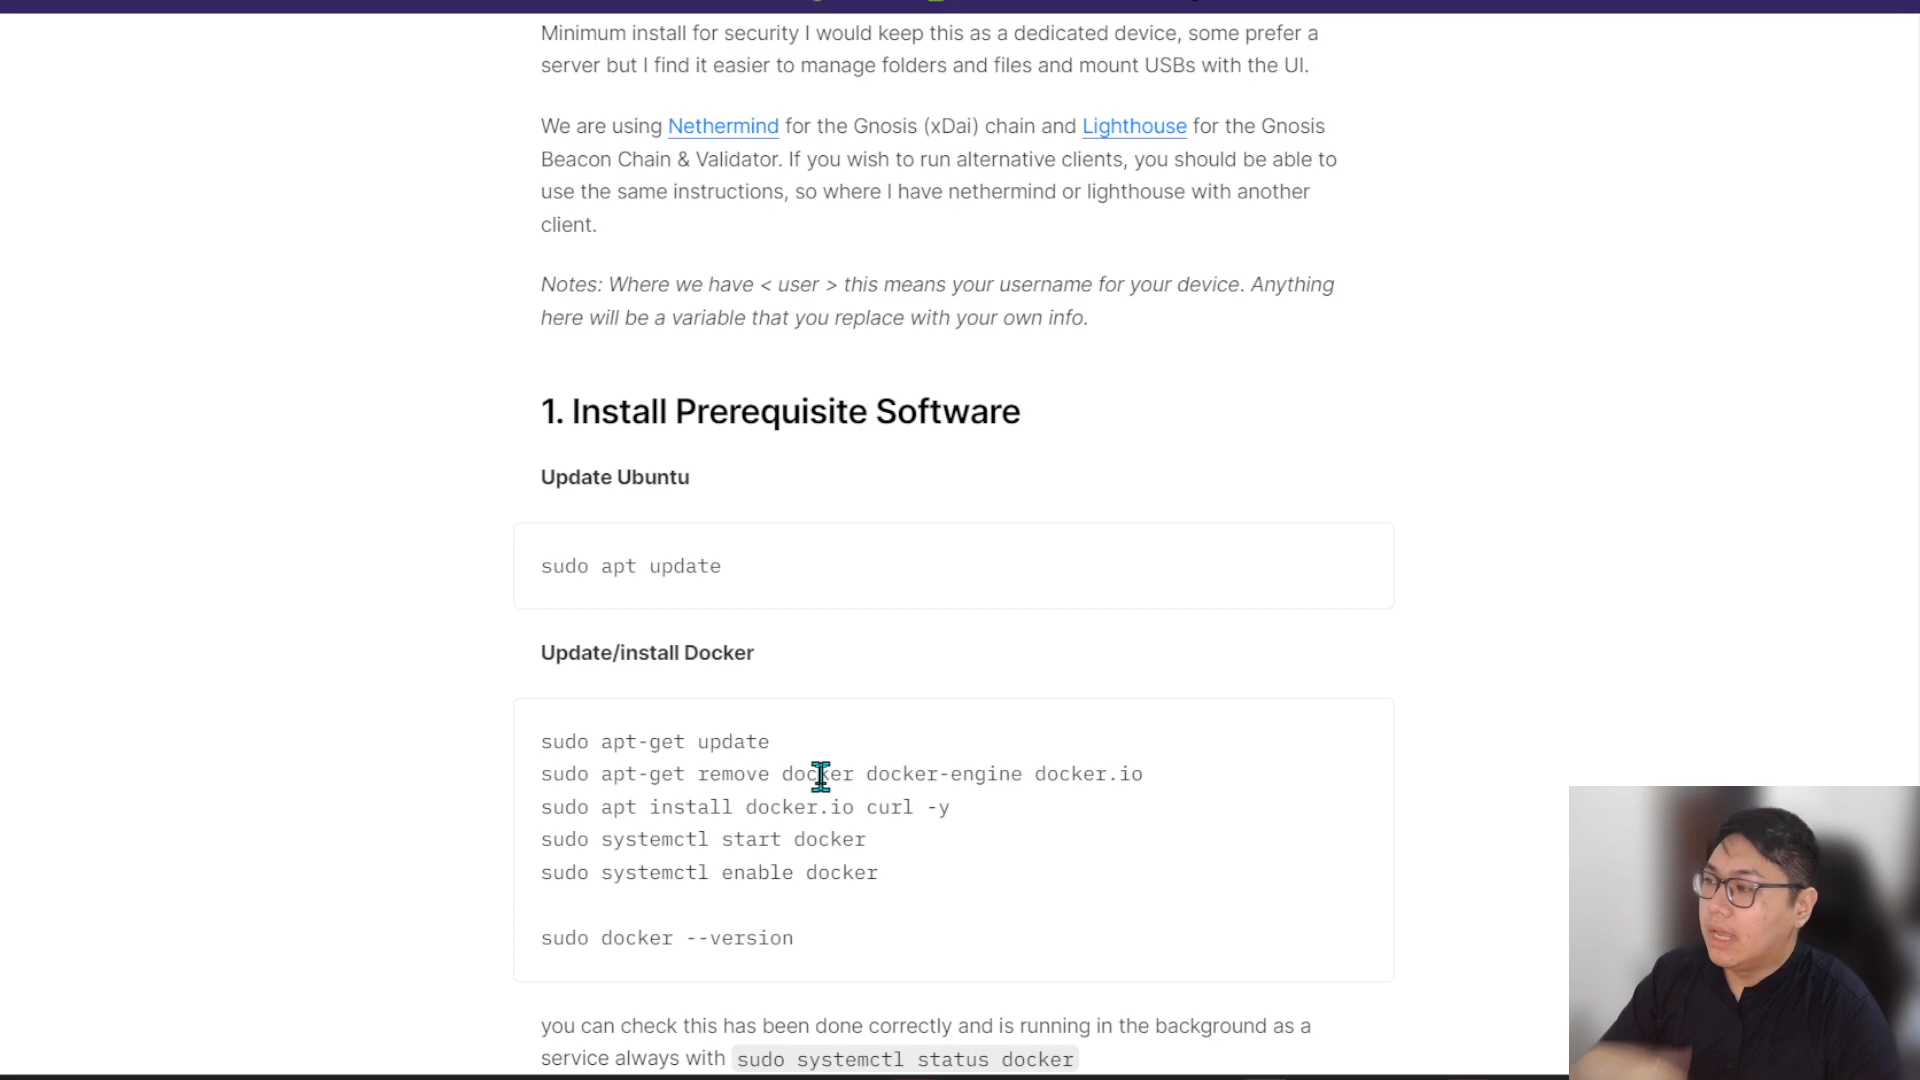 Minimum install for security I would keep this as a dedicated device, some prefer a
server but I find it easier to manage folders and files and mount USBs with the UI.
We are using Nethermind for the Gnosis (xDai) chain and Lighthouse for the Gnosis
Beacon Chain & Validator. If you wish to run alternative clients, you should be able to
use the same instructions, so where I have nethermind or lighthouse with another
client.
Notes: Where we have < user > this means your username for your device. Anything
here will be a variable that you replace with your own info.
1. Install Prerequisite Software
Update Ubuntu
sudo apt update
Update/install Docker
sudo apt-get update
sudo apt-get remove docker docker-engine docker.io
sudo apt install docker.io curl -y
sudo systemctl start docker
sudo systemctl enable docker
sudo docker --version
you can check this has been done correctly and is running in the background as a
service always with sudo systemctl status docker